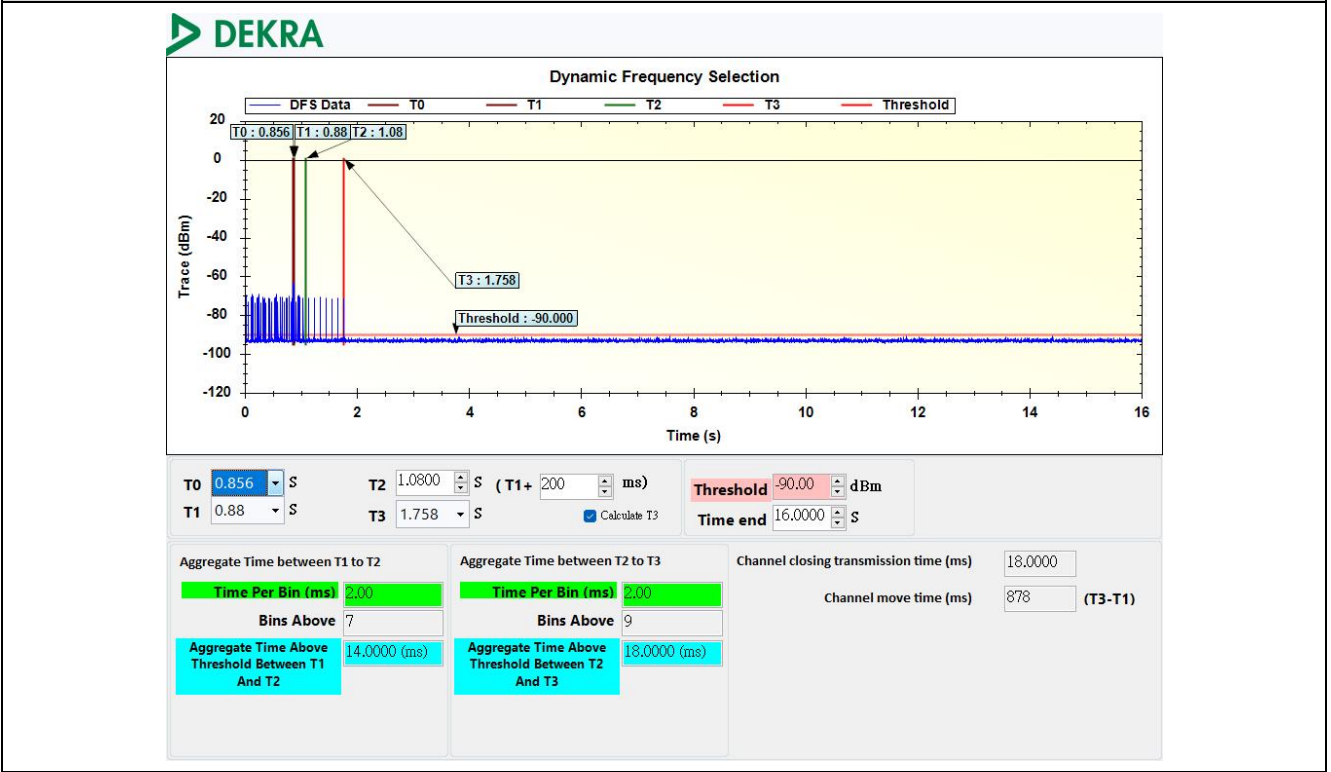 DEKRA
Dynamic Frequency Selection
DFS Data T0 T1 T2 T3 Threshold
T0 : 0.856 T1 : 0.88 T2 : 1.08
T3 : 1.758
Threshold : -90.000
Trace (dBm)
20
0
-20
-40
-60
-80
-100
-120
0 2 4 6 8 10 12 14 16
Time (s)
T0 0.856 S T2 1.0800 S (T1+ 200 ms) Threshold -90.00 dBm
T1 0.88 S T3 1.758 S Calculate T3 Time end 16.0000 S
Aggregate Time between T1 to T2
Time Per Bin (ms) 2.00
Bins Above 7
Aggregate Time Above
Threshold Between T1
And T2
14.0000 (ms)
Aggregate Time between T2 to T3
Time Per Bin (ms) 2.00
Bins Above 9
Aggregate Time Above
Threshold Between T2
And T3
18.0000 (ms)
Channel closing transmission time (ms) 18.0000
Channel move time (ms) 878 (T3-T1)